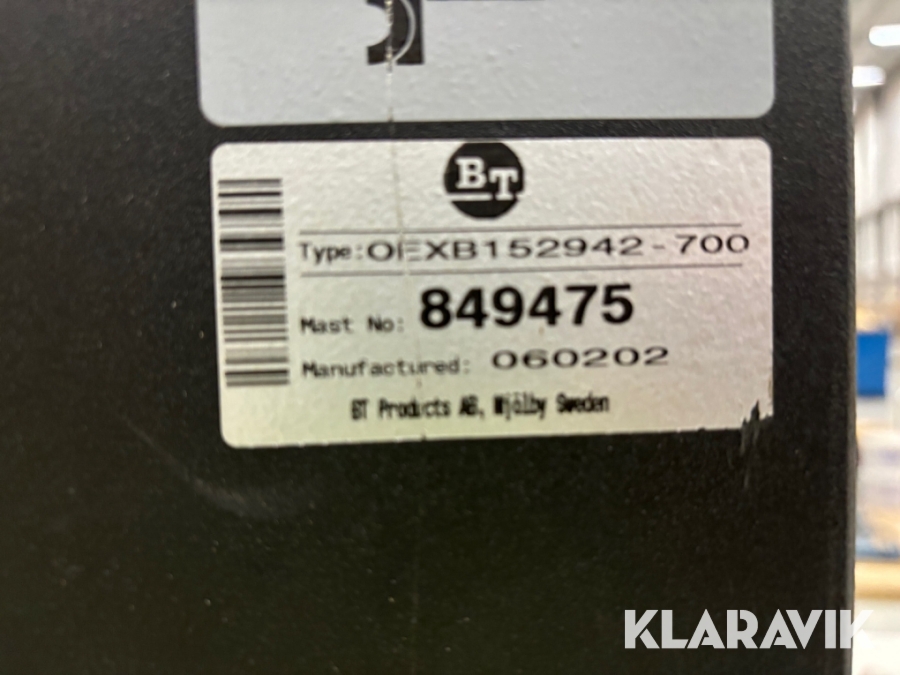 BT
Type: OEXB152942-700
Mast No: 849475
Manufactured: 060202
BT Products AB, Mjölby Sweden
KLARAVIK